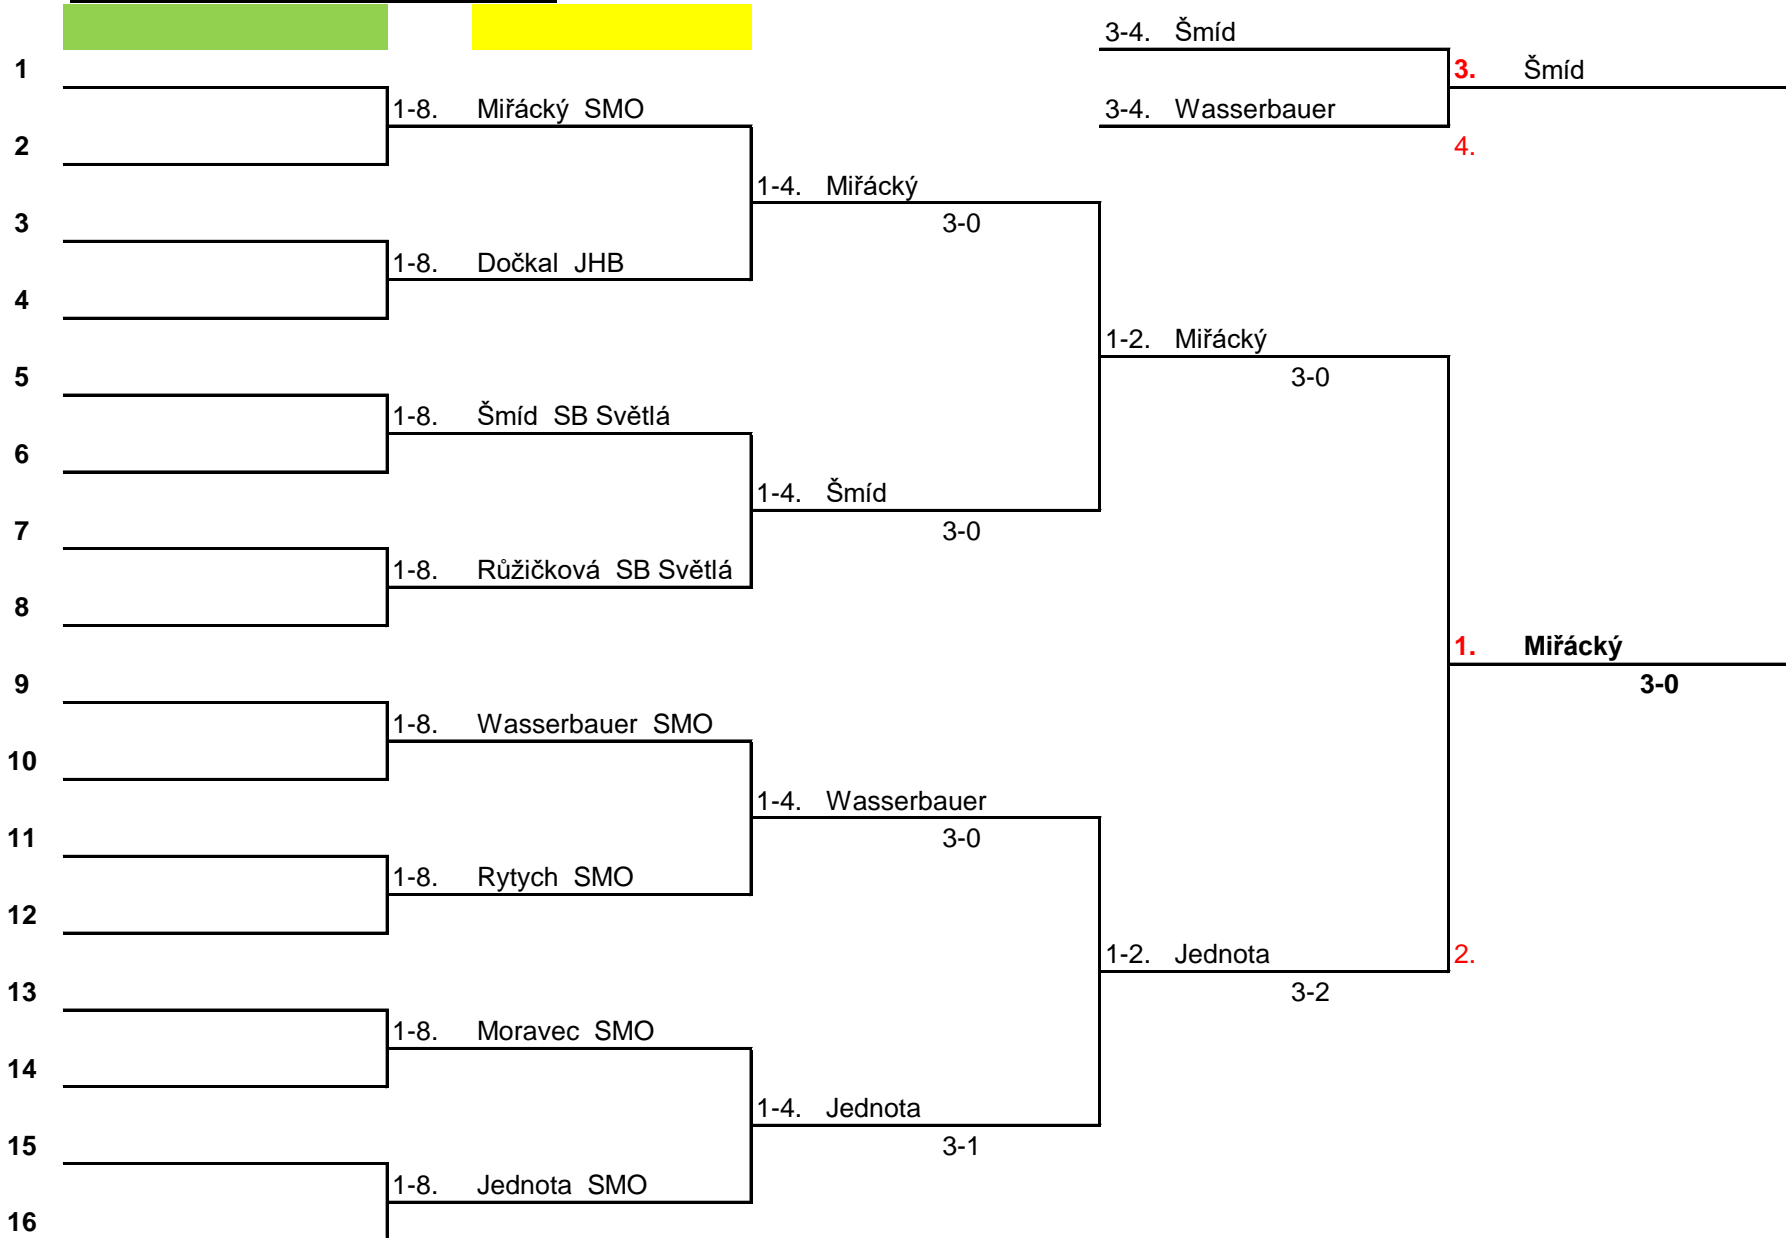 3-4. Šmíd
1 3. Šmíd
1-8. Miřácký SMO 3-4. Wasserbauer
2 4.
1-4. Miřácký
3 3-0
1-8. Dočkal JHB
4
1-2. Miřácký
5 3-0
1-8. Šmíd SB Světlá
6
1-4. Šmíd
7 3-0
1-8. Růžičková SB Světlá
8
1. Miřácký
9 3-0
1-8. Wasserbauer SMO
10
1-4. Wasserbauer
11 3-0
1-8. Rytych SMO
12
1-2. Jednota 2.
13 3-2
1-8. Moravec SMO
14
1-4. Jednota
15 3-1
1-8. Jednota SMO
16